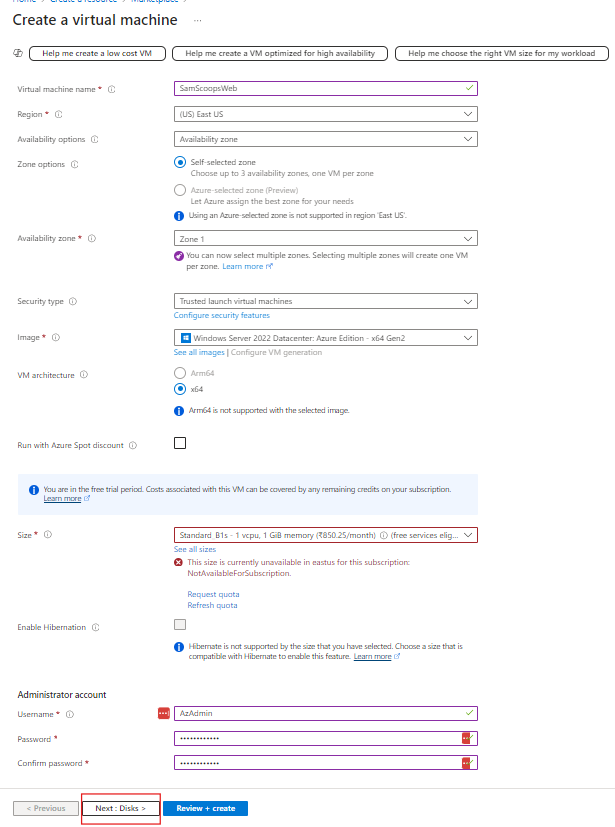 Home > Create a resource > Marketplace >
Create a virtual machine ...
Help me create a low cost VM Help me create a VM optimized for high availability Help me choose the right VM size for my workload
Virtual machine name * SamScoopsWeb
Region * (US) East US
Availability options Availability zone
Zone options Self-selected zone
Choose up to 3 availability zones, one VM per zone
Azure-selected zone (Preview)
Let Azure assign the best zone for your needs
Using an Azure-selected zone is not supported in region 'East US'.
Availability zone * Zone 1
You can now select multiple zones. Selecting multiple zones will create one VM
per zone. Learn more
Security type Trusted launch virtual machines
Configure security features
Image * Windows Server 2022 Datacenter: Azure Edition - x64 Gen2
See all images | Configure VM generation
VM architecture Arm64
x64
Arm64 is not supported with the selected image.
Run with Azure Spot discount
You are in the free trial period. Costs associated with this VM can be covered by any remaining credits on your subscription.
Learn more
Size * Standard_B1s - 1 vcpu, 1 GiB memory (₹850.25/month) (free services elig...
See all sizes
This size is currently unavailable in eastus for this subscription:
NotAvailableForSubscription.
Request quota
Refresh quota
Enable Hibernation
Hibernate is not supported by the size that you have selected. Choose a size that is
compatible with Hibernate to enable this feature. Learn more
Administrator account
Username * AzAdmin
Password * ••••••••••••
Confirm password * ••••••••••••
< Previous Next : Disks > Review + create